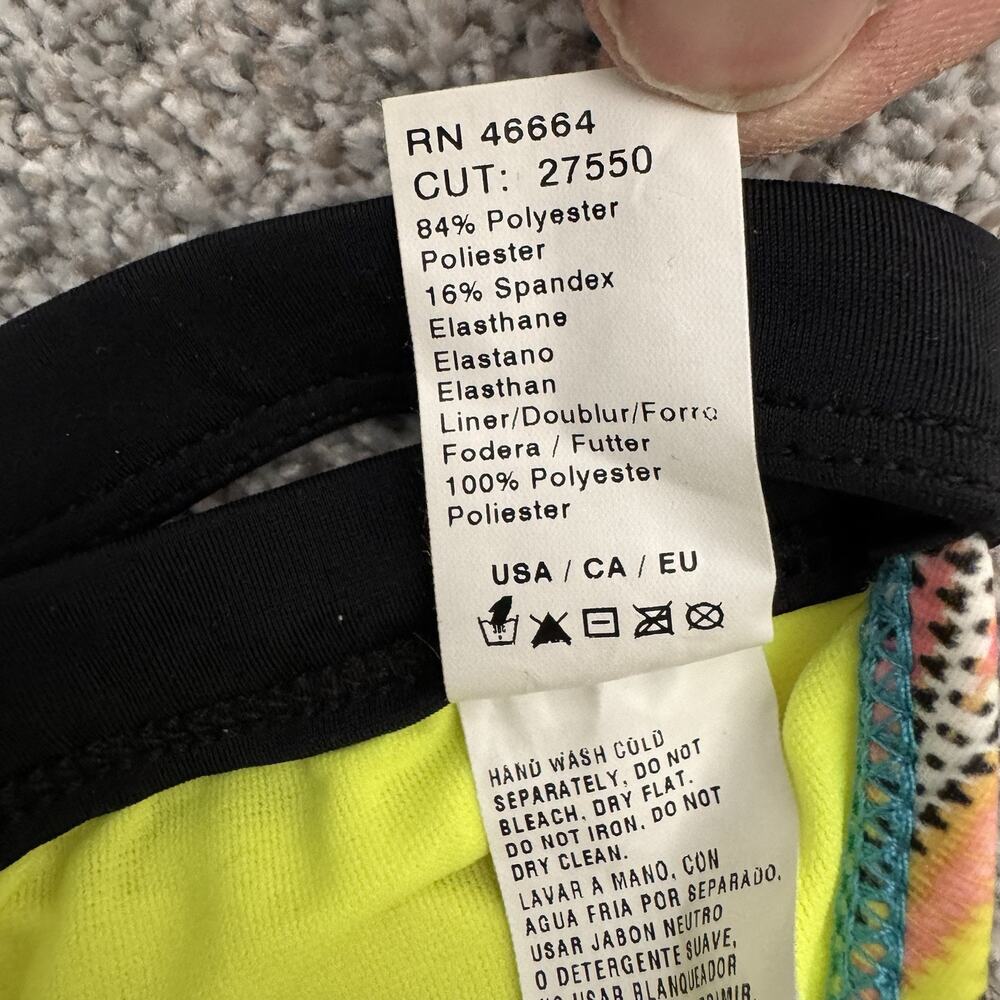 RN 46664
CUT: 27550
84% Polyester
Poliester
16% Spandex
Elasthane
Elastano
Elasthan
Liner/Doublur/Forro
Fodera / Futter
100% Polyester
Poliester
USA / CA / EU
HAND WASH COLD
SEPARATELY, DO NOT
BLEACH. DRY FLAT.
DO NOT IRON. DO NOT
DRY CLEAN.
LAVAR A MANO, CON
AGUA FRIA POR SEPARADO,
USAR JABON NEUTRO
O DETERGENTE SUAVE,
USAR BLANQUEADOR